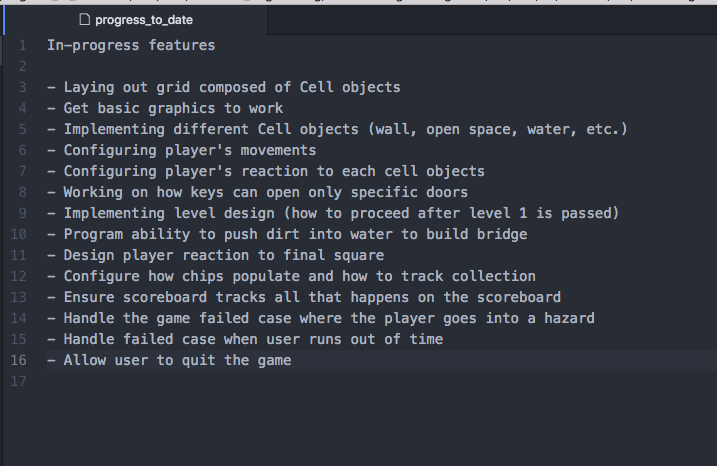 progress_to_date
1 In-progress features
2
3 - Laying out grid composed of Cell objects
4 - Get basic graphics to work
5 - Implementing different Cell objects (wall, open space, water, etc.)
6 - Configuring player's movements
7 - Configuring player's reaction to each cell objects
8 - Working on how keys can open only specific doors
9 - Implementing level design (how to proceed after level 1 is passed)
10 - Program ability to push dirt into water to build bridge
11 - Design player reaction to final square
12 - Configure how chips populate and how to track collection
13 - Ensure scoreboard tracks all that happens on the scoreboard
14 - Handle the game failed case where the player goes into a hazard
15 - Handle failed case when user runs out of time
16 - Allow user to quit the game
17